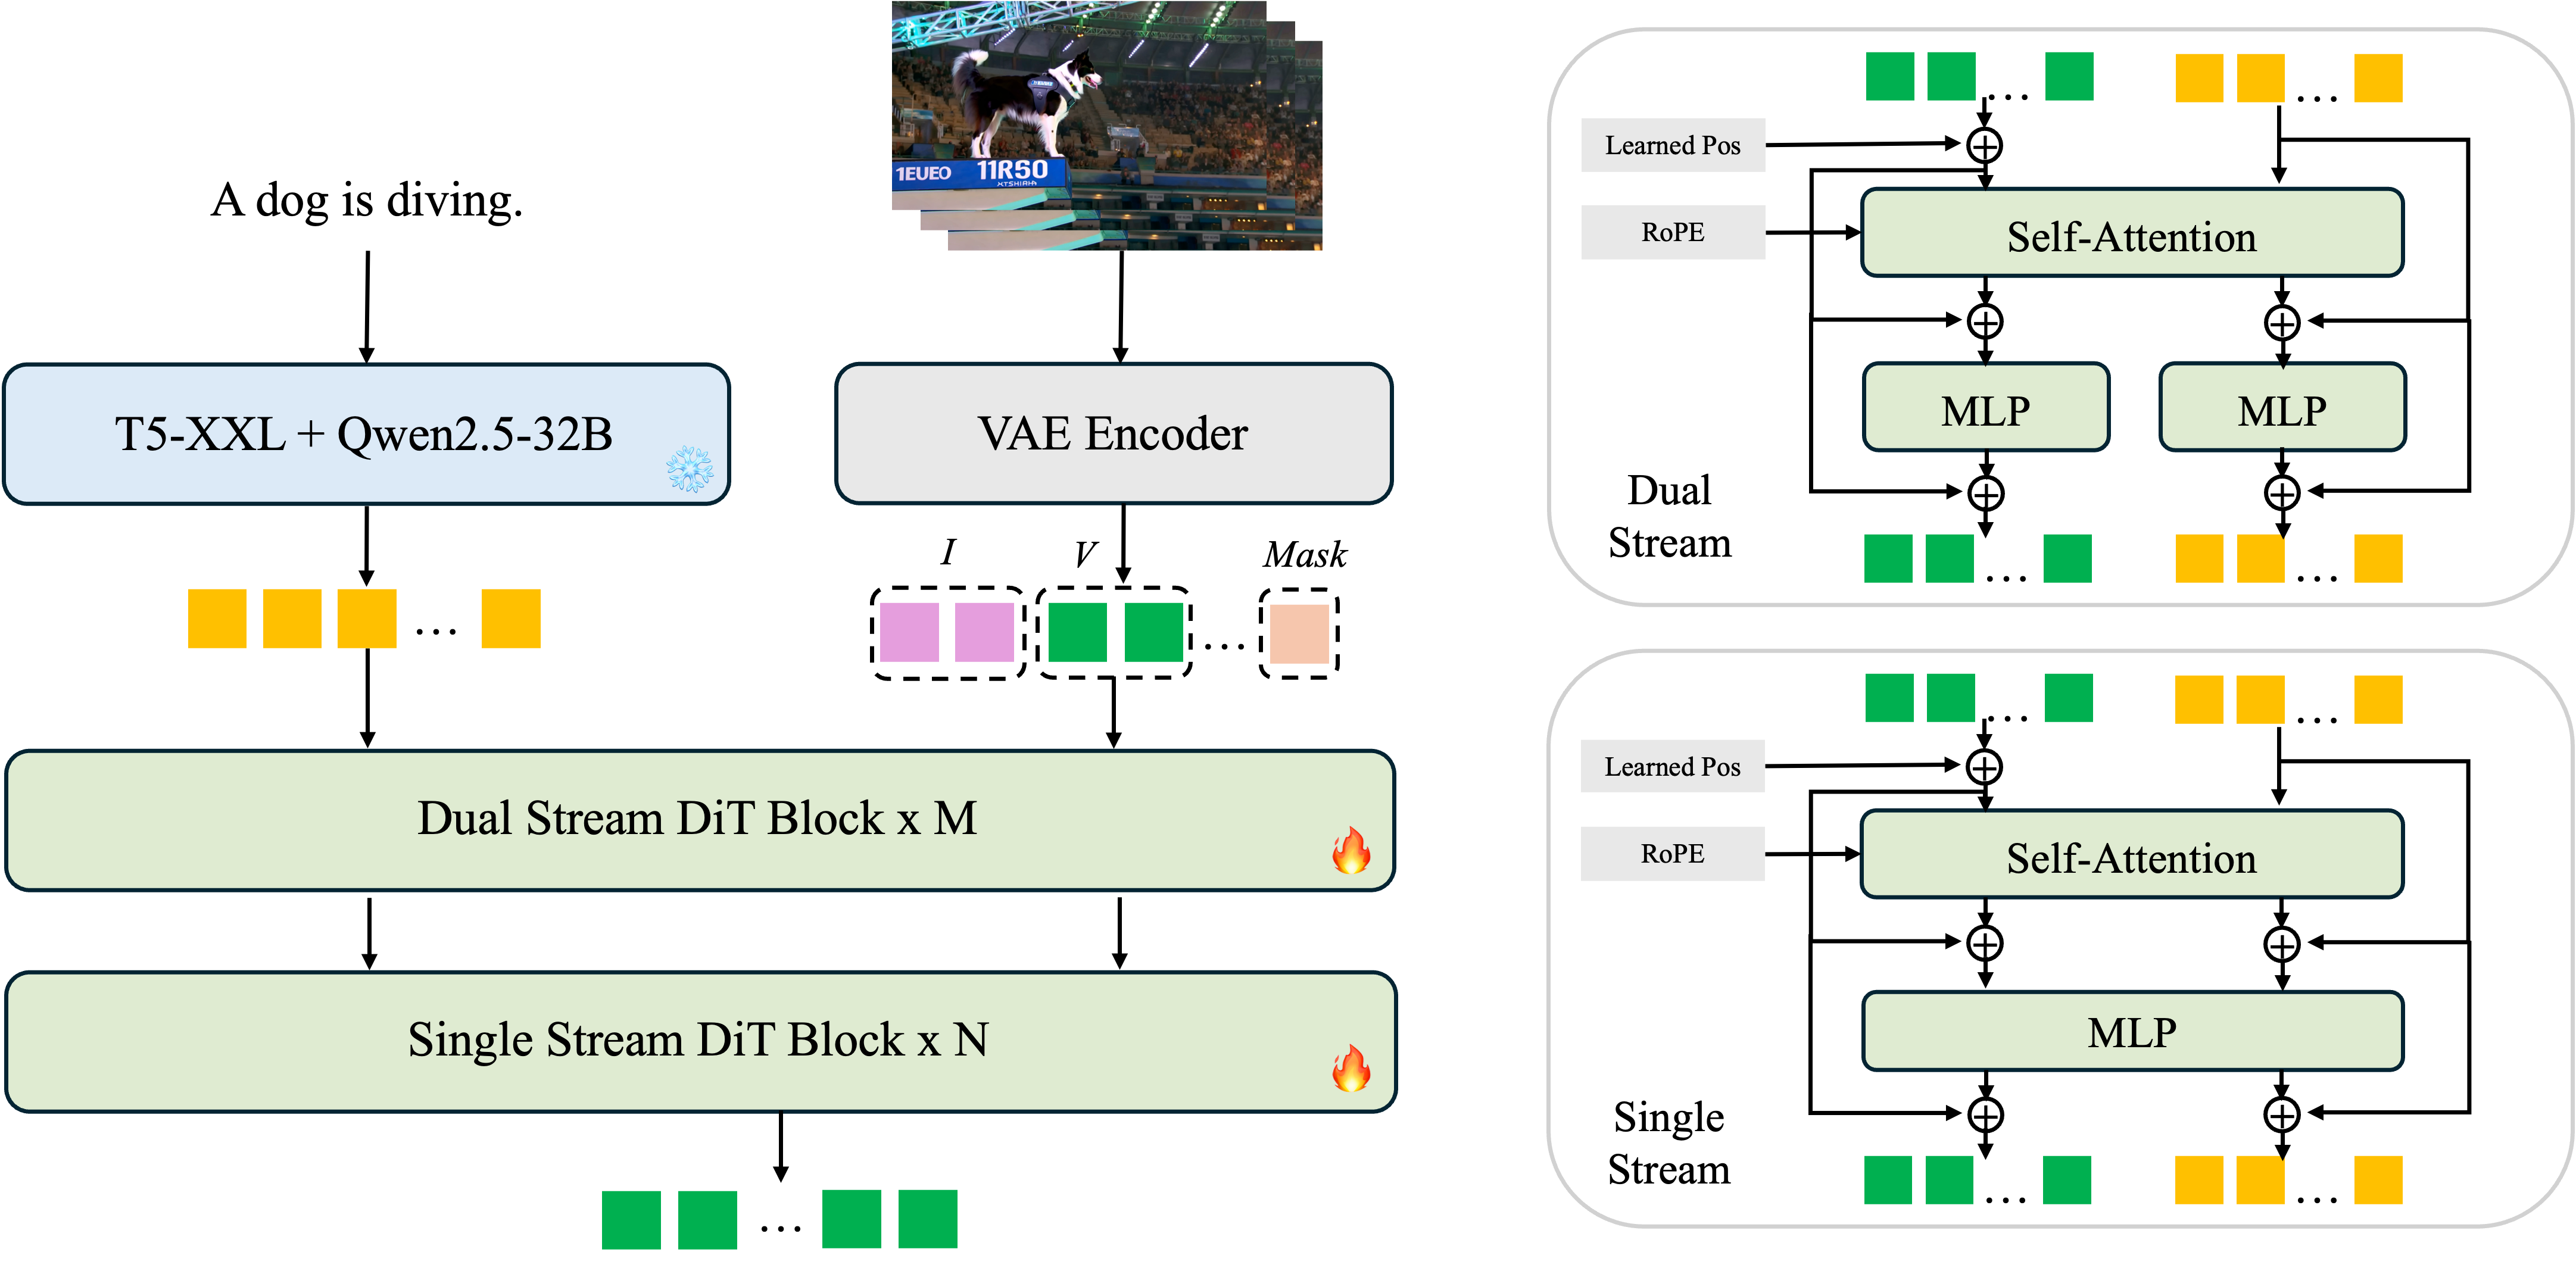 A dog is diving.
1EUEO 11R50
XTSHIRIA
T5-XXL + Qwen2.5-32B
VAE Encoder
I
V
Mask
...
...
Dual Stream DiT Block x M
Single Stream DiT Block x N
...
...
...
Learned Pos
RoPE
Self-Attention
MLP
MLP
Dual
Stream
...
...
...
...
Learned Pos
RoPE
Self-Attention
MLP
Single
Stream
...
...